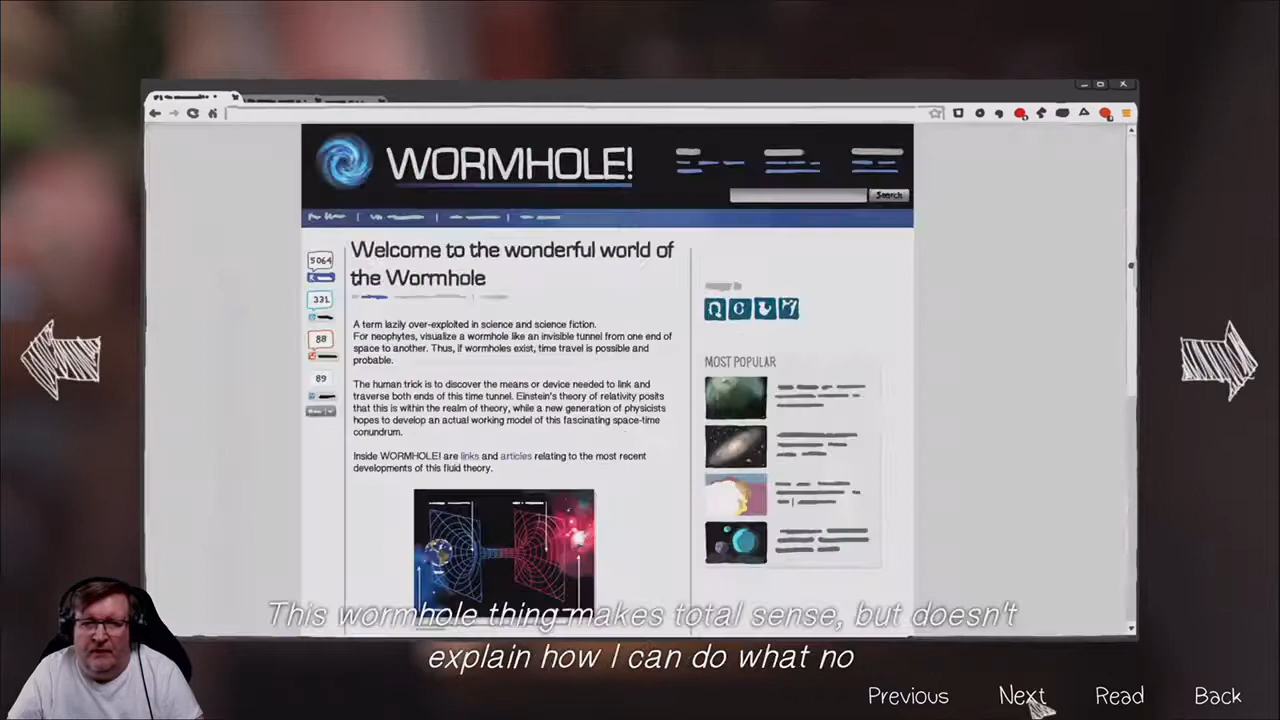 WORMHOLE!
Search
Welcome to the wonderful world of
the Wormhole
5064
331
88
89
A term lazily over-exploited in science and science fiction.
For neophytes, visualize a wormhole like an invisible tunnel from one end of
space to another. Thus, if wormholes exist, time travel is possible and
probable.
The human trick is to discover the means or device needed to link and
traverse both ends of this time tunnel. Einstein's theory of relativity posits
that this is within the realm of theory, while a new generation of physicists
hopes to develop an actual working model of this fascinating space-time
conundrum.
Inside WORMHOLE! are links and articles relating to the most recent
developments of this fluid theory.
MOST POPULAR
This wormhole thing makes total sense, but doesn't
explain how I can do what no
Previous
Next
Read
Back